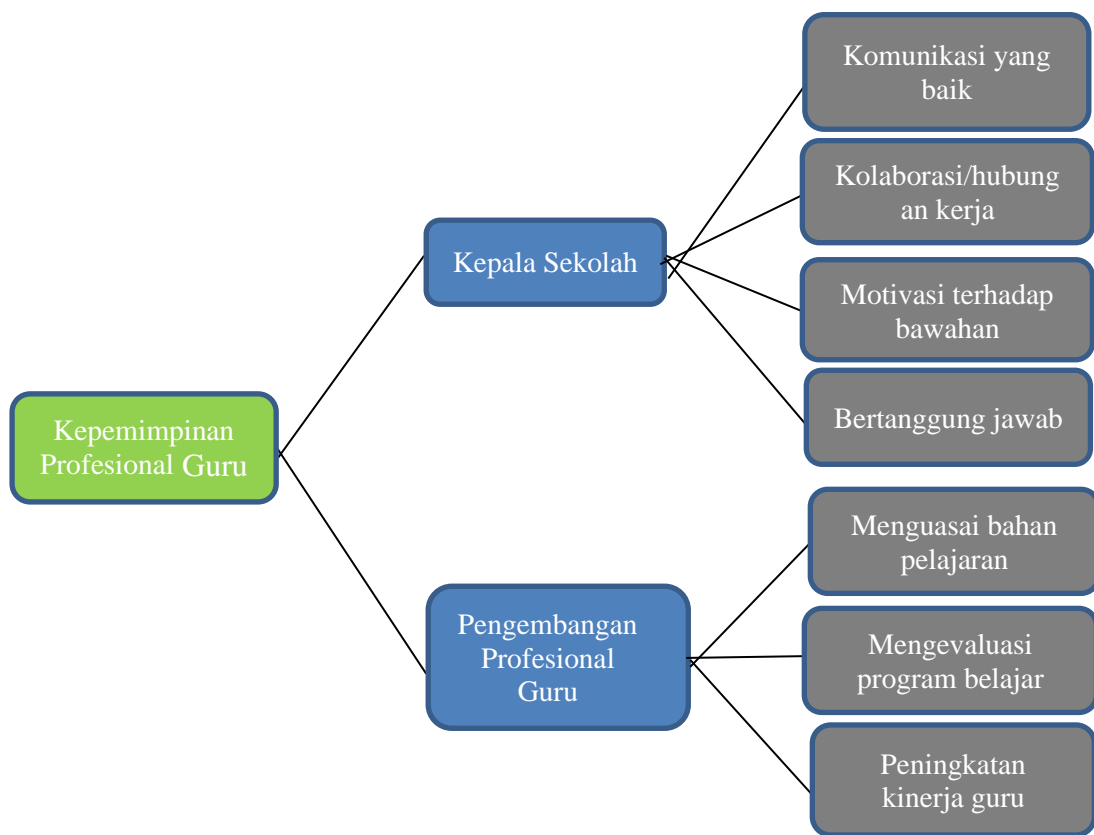 Komunikasi yang
baik
Kolaborasi/hubung
an kerja
Kepala Sekolah
Motivasi terhadap
bawahan
Bertanggung jawab
Kepemimpinan
Profesional Guru
Menguasai bahan
pelajaran
Pengembangan
Profesional
Guru
Mengevaluasi
program belajar
Peningkatan
kinerja guru